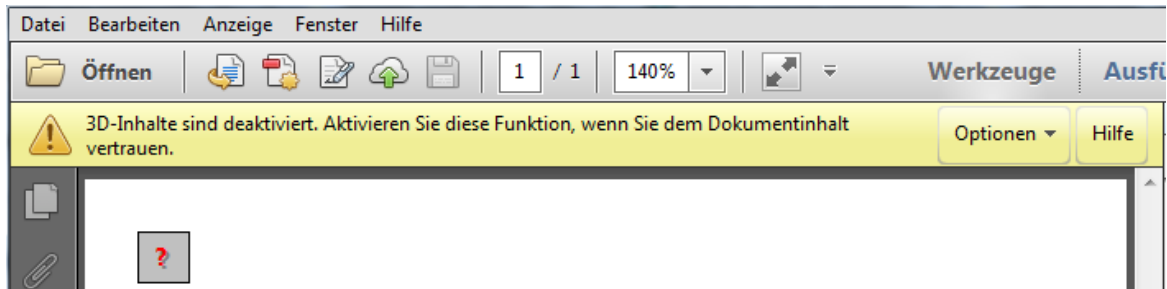 Datei Bearbeiten Anzeige Fenster Hilfe
Öffnen 1 / 1 140% Werkzeuge Ausfü
3D-Inhalte sind deaktiviert. Aktivieren Sie diese Funktion, wenn Sie dem Dokumentinhalt
vertrauen.
Optionen Hilfe
?